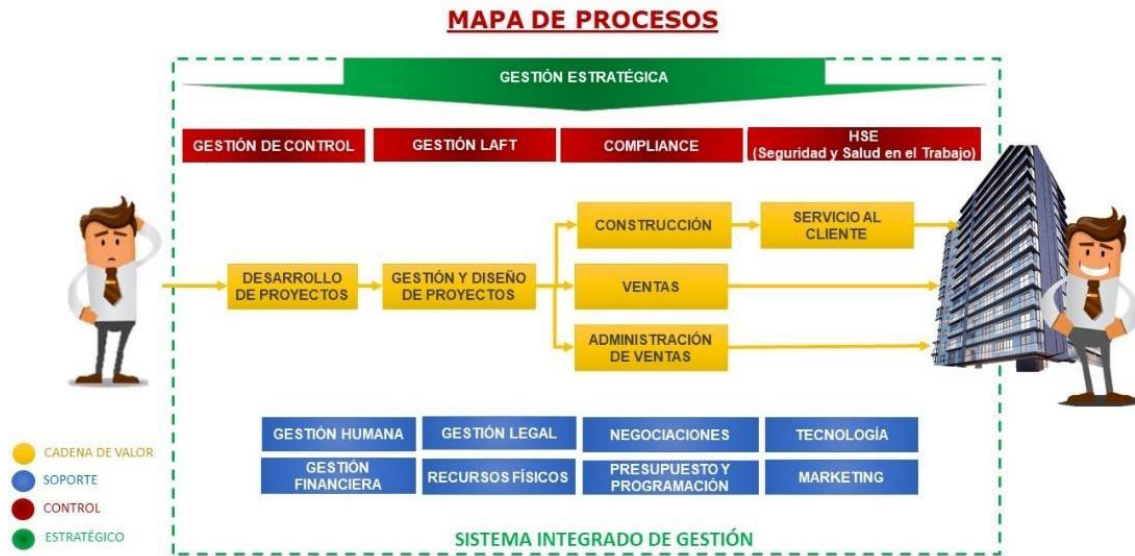 MAPA DE PROCESOS
GESTIÓN ESTRATÉGICA
GESTIÓN DE CONTROL
GESTIÓN LAFT
COMPLIANCE
HSE
(Seguridad y Salud en el Trabajo)
CONSTRUCCIÓN
SERVICIO AL
CLIENTE
DESARROLLO
DE PROYECTOS
GESTIÓN Y DISEÑO
DE PROYECTOS
VENTAS
ADMINISTRACIÓN
DE VENTAS
GESTIÓN HUMANA
GESTIÓN LEGAL
NEGOCIACIONES
TECNOLOGÍA
GESTIÓN
FINANCIERA
RECURSOS FÍSICOS
PRESUPUESTO Y
PROGRAMACIÓN
MARKETING
CADENA DE VALOR
SOPORTE
CONTROL
ESTRATÉGICO
SISTEMA INTEGRADO DE GESTIÓN